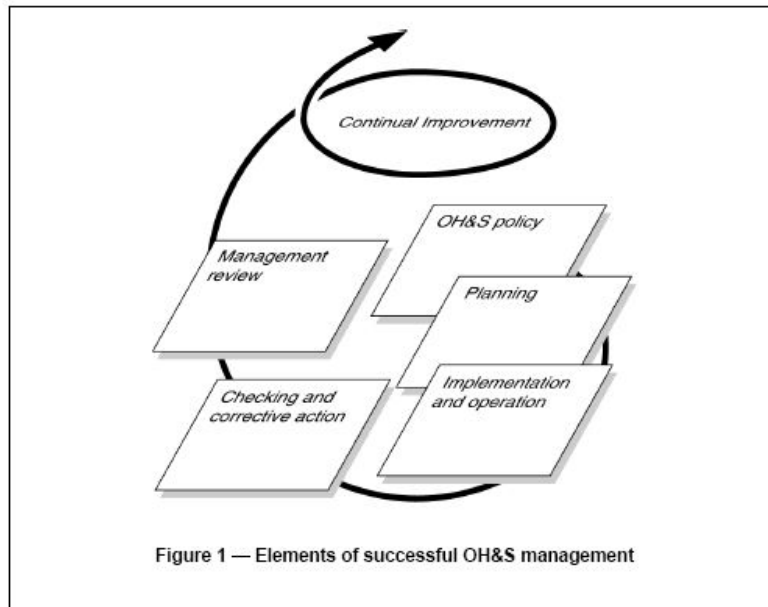 Continual Improvement
OH&S policy
Management
review
Planning
Implementation
and operation
Checking and
corrective action
Figure 1 — Elements of successful OH&S management